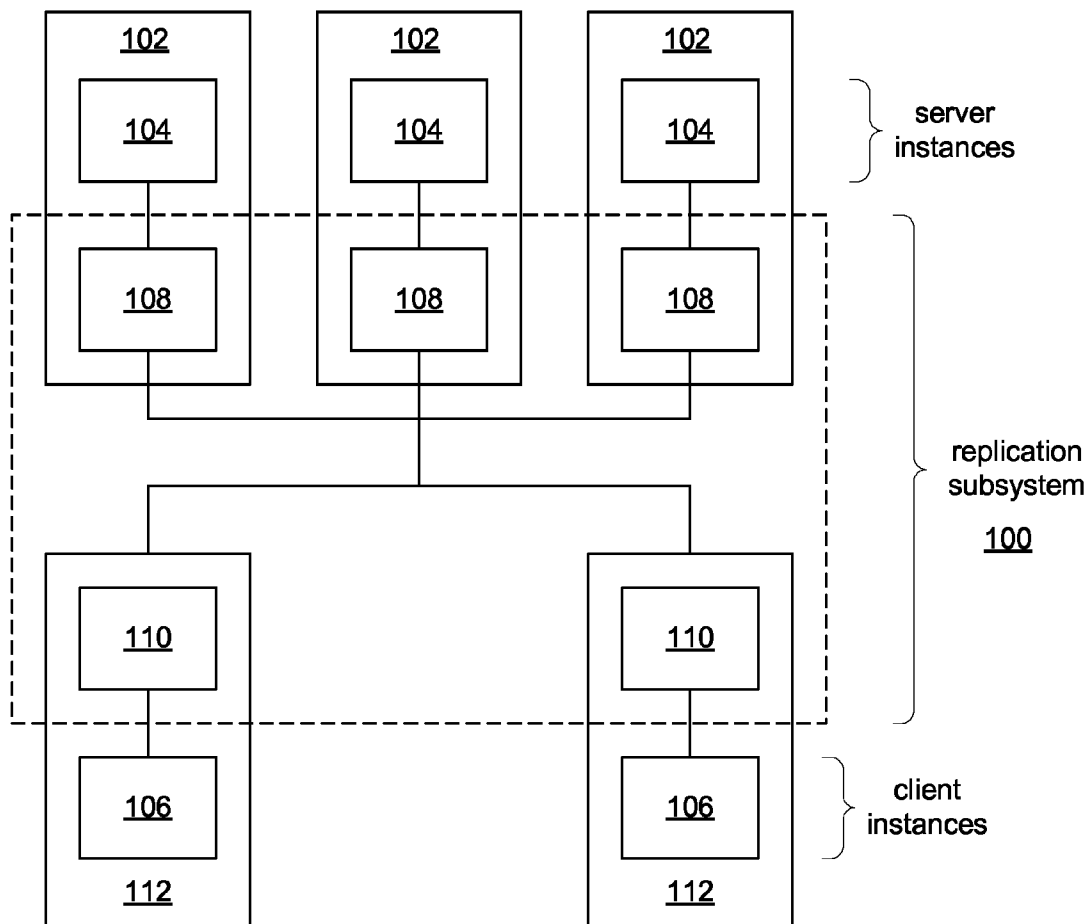 102 102 102
104 104 104
server
instances
108 108 108
replication
subsystem
100
110 110
106 106
client
instances
112 112